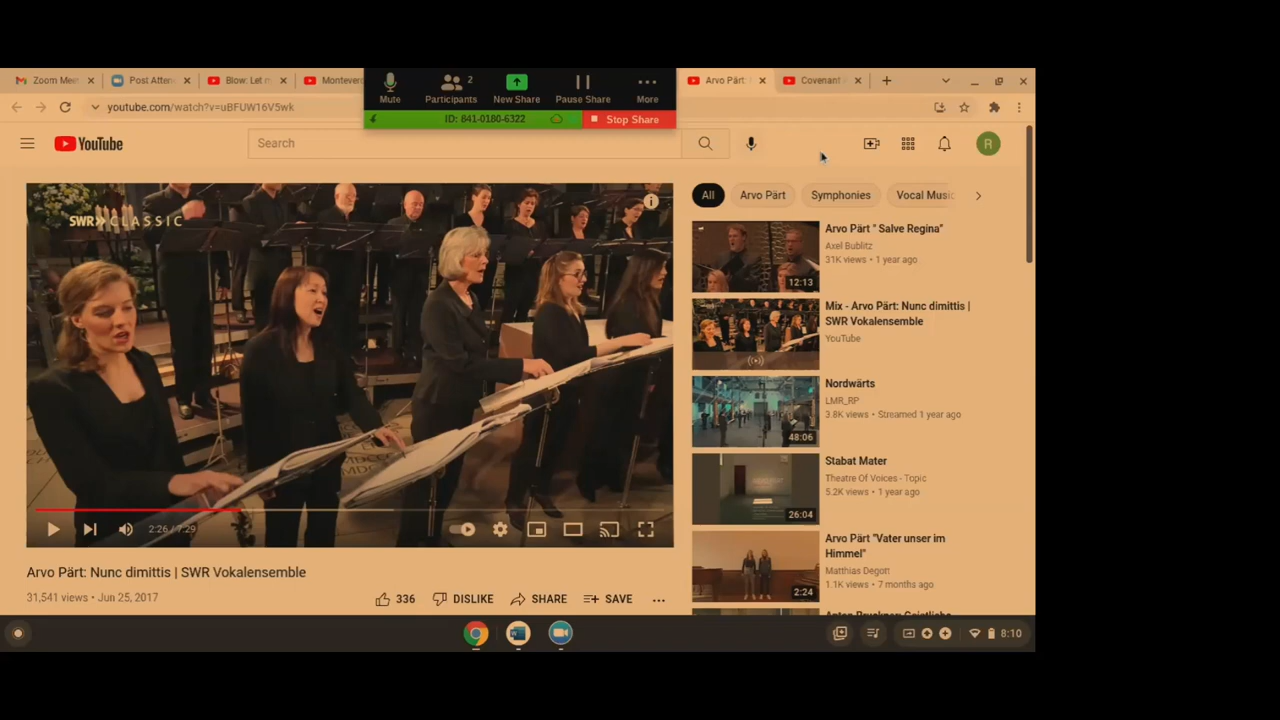 Zoom Mee
Post Atten
Blow: Let m
Monteverd
Arvo Pärt:
Covenant
Mute
Participants
2
New Share
Pause Share
More
youtube.com/watch?v=uBFUW16V5wk
ID: 841-0180-6322
Stop Share
YouTube
Search
R
SWR>> CLASSIC
All
Arvo Pärt
Symphonies
Vocal Music
Arvo Pärt " Salve Regina"
Axel Bublitz
31K views • 1 year ago
12:13
Mix - Arvo Pärt: Nunc dimittis |
SWR Vokalensemble
YouTube
Nordwärts
LMR_RP
3.8K views • Streamed 1 year ago
48:06
Stabat Mater
Theatre Of Voices - Topic
5.2K views • 1 year ago
26:04
Arvo Pärt "Vater unser im
Himmel"
Matthias Degott
1.1K views • 7 months ago
2:24
Anton Bruckner: Geistliche
2:26 / 7:29
Arvo Pärt: Nunc dimittis | SWR Vokalensemble
31,541 views • Jun 25, 2017
336
DISLIKE
SHARE
SAVE
8:10